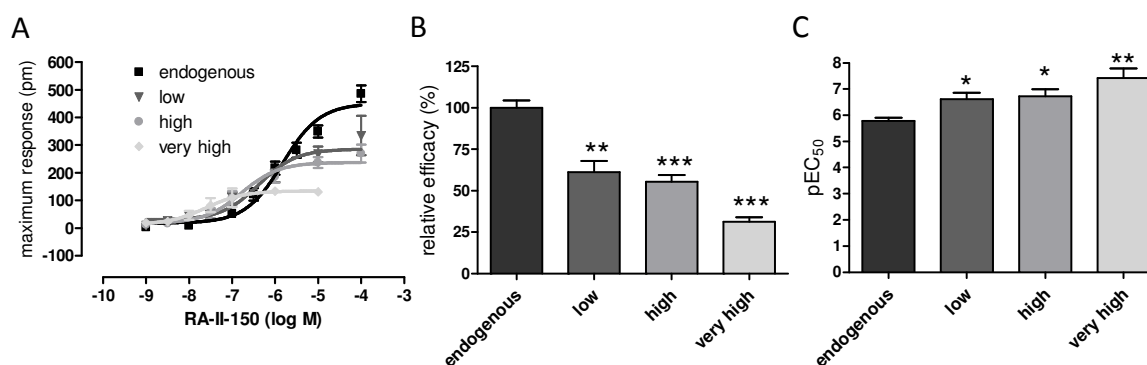 A
maximum response (pm)
600
500
400
300
200
100
0
-100
endogenous
low
high
very high
-10 -9 -8 -7 -6 -5 -4 -3
RA-II-150 (log M)
B
relative efficacy (%)
125
100
75
50
25
0
** *** ***
endogenous low high very high
C
pEC50
8
7
6
5
4
3
2
1
0
* * **
endogenous low high very high